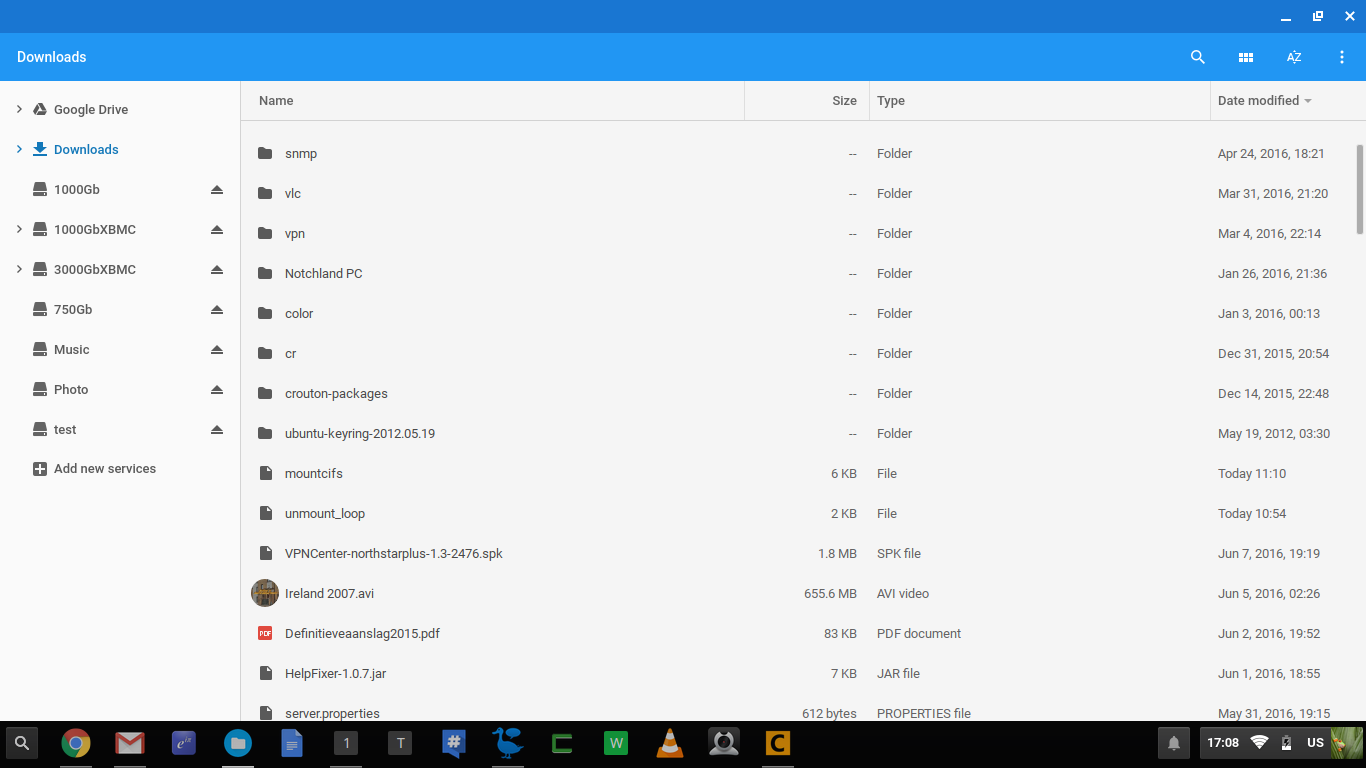 Downloads
AZ
Google Drive
Downloads
1000Gb
1000GbXBMC
3000GbXBMC
750Gb
Music
Photo
test
Add new services
Name Size Type Date modified
snmp -- Folder Apr 24, 2016, 18:21
vlc -- Folder Mar 31, 2016, 21:20
vpn -- Folder Mar 4, 2016, 22:14
Notchland PC -- Folder Jan 26, 2016, 21:36
color -- Folder Jan 3, 2016, 00:13
cr -- Folder Dec 31, 2015, 20:54
crouton-packages -- Folder Dec 14, 2015, 22:48
ubuntu-keyring-2012.05.19 -- Folder May 19, 2012, 03:30
mountcifs 6 KB File Today 11:10
unmount_loop 2 KB File Today 10:54
VPNCenter-northstarplus-1.3-2476.spk 1.8 MB SPK file Jun 7, 2016, 19:19
Ireland 2007.avi 655.6 MB AVI video Jun 5, 2016, 02:26
PDF Definitieveaanslag2015.pdf 83 KB PDF document Jun 2, 2016, 19:52
HelpFixer-1.0.7.jar 7 KB JAR file Jun 1, 2016, 18:55
server.properties 612 bytes PROPERTIES file May 31, 2016, 19:15
1 T # C W C 17:08 US